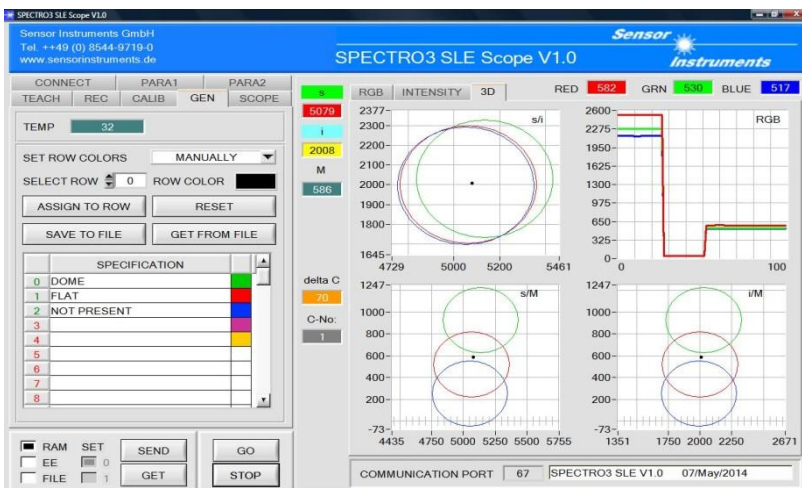 SPECTRO3 SLE Scope V1.0
Sensor Instruments GmbH
Tel. ++49 (0) 8544-9719-0
www.sensorinstruments.de
SPECTRO3 SLE Scope V1.0
Sensor
Instruments
CONNECT PARA1 PARA2
TEACH REC CALIB GEN SCOPE
TEMP 32
SET ROW COLORS MANUALLY
SELECT ROW 0 ROW COLOR
ASSIGN TO ROW RESET
SAVE TO FILE GET FROM FILE
SPECIFICATION
0 DOME
1 FLAT
2 NOT PRESENT
3
4
5
6
7
8
RAM SET
EE 0
FILE 1
SEND GO
GET STOP
s
5079
i
2008
M
586
delta C
70
C-No:
1
RGB INTENSITY 3D RED 582 GRN 530 BLUE 517
s/i
2377-
2300-
2200-
2100-
2000-
1900-
1800-
1645-
4729 5000 5200 5461
RGB
2600-
2275-
1950-
1625-
1300-
975-
650-
325-
0-
0 100
s/M
1247-
1000-
800-
600-
400-
200-
-73-
4435 4750 5000 5250 5500 5755
i/M
1247-
1000-
800-
600-
400-
200-
-73-
1351 1750 2000 2250 2671
COMMUNICATION PORT 67 SPECTRO3 SLE V1.0 07/May/2014